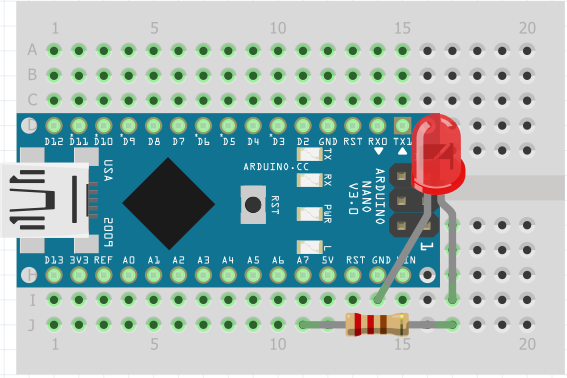 1 5 10 15 20
A
B
C
D12 D11 D10 D9 D8 D7 D6 D5 D4 D3 D2 GND RST RX0 TX1
USA
TX
ARDUINO.CC
RX
ARDUINO
NANO
V3.0
RST
PWR
2009
L
1
D13 3V3 REF A0 A1 A2 A3 A4 A5 A6 A7 5V RST GND VIN
H
I
J
1 5 10 15 20